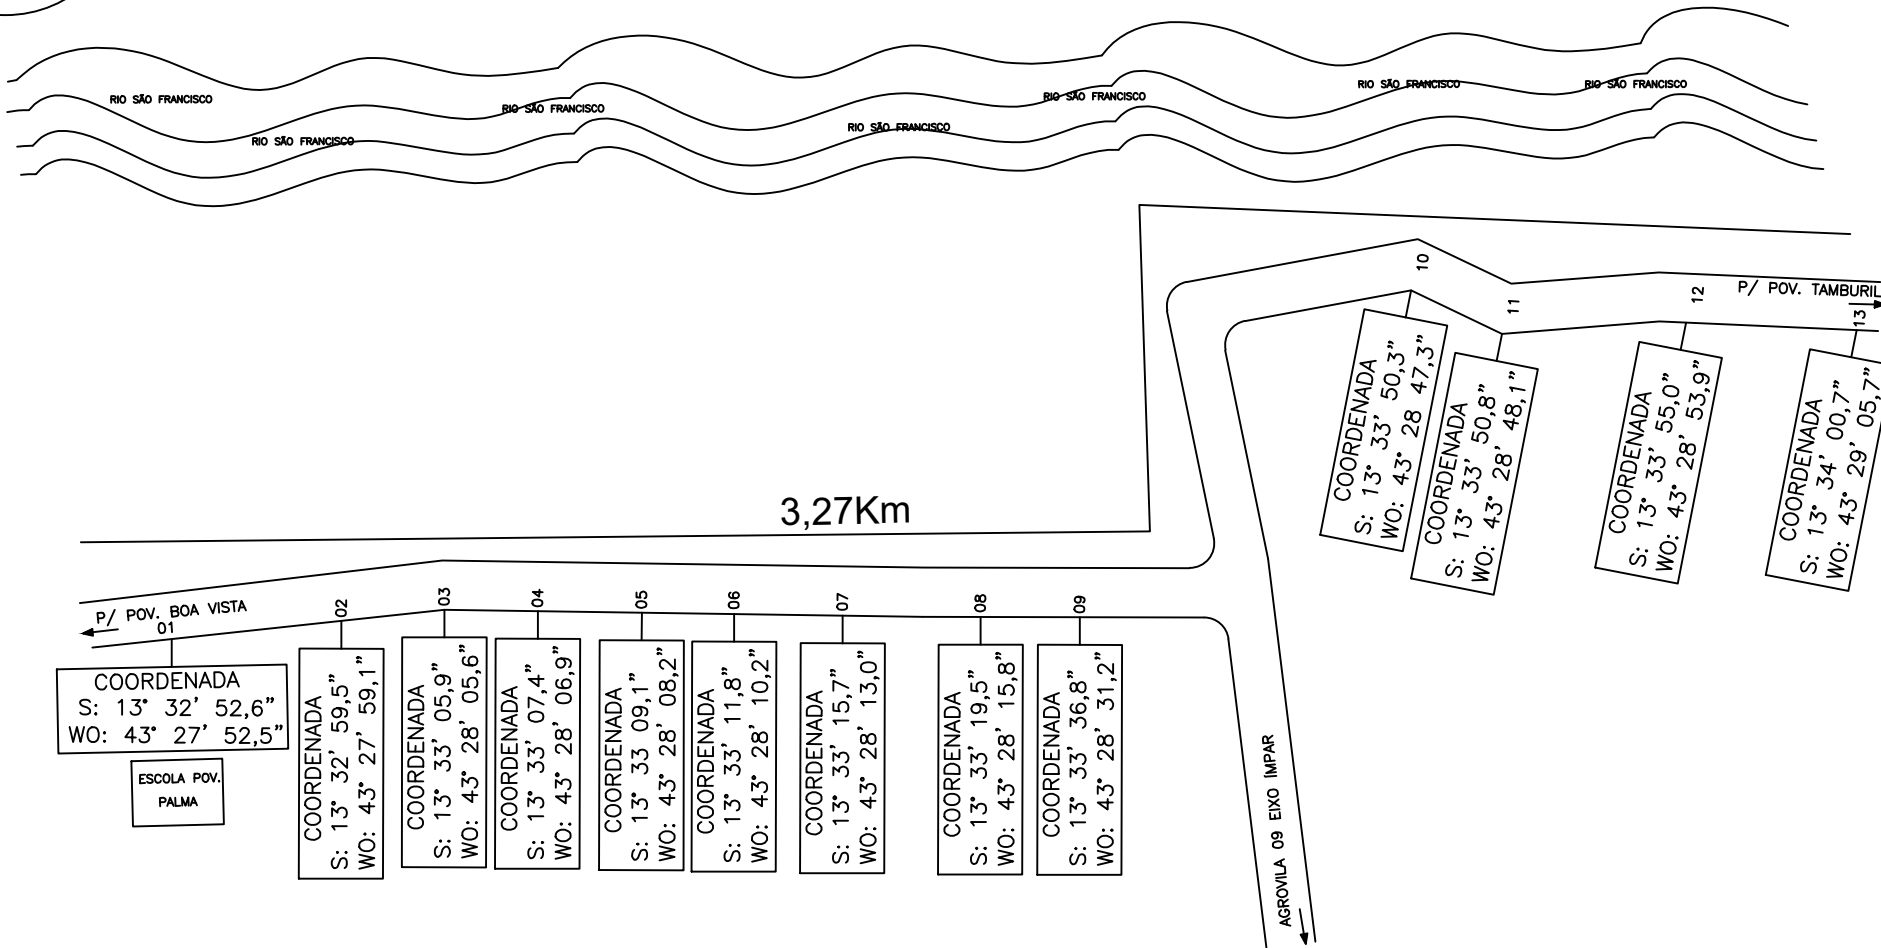 RIO SÃO FRANCISCO
RIO SÃO FRANCISCO
RIO SÃO FRANCISCO
RIO SÃO FRANCISCO
RIO SÃO FRANCISCO
RIO SÃO FRANCISCO
RIO SÃO FRANCISCO
3,27Km
P/ POV. BOA VISTA
01
COORDENADA
S: 13° 32' 52,6"
WO: 43° 27' 52,5"
ESCOLA POV.
PALMA
02
COORDENADA
S: 13° 32' 59,5"
WO: 43° 27' 59,1"
03
COORDENADA
S: 13° 33' 05,9"
WO: 43° 28' 05,6"
04
COORDENADA
S: 13° 33' 07,4"
WO: 43° 28' 06,9"
05
COORDENADA
S: 13° 33 09,1"
WO: 43° 28' 08,2"
06
COORDENADA
S: 13° 33' 11,8"
WO: 43° 28' 10,2"
07
COORDENADA
S: 13° 33' 15,7"
WO: 43° 28' 13,0"
08
COORDENADA
S: 13° 33' 19,5"
WO: 43° 28' 15,8"
09
COORDENADA
S: 13° 33' 36,8"
WO: 43° 28' 31,2"
10
COORDENADA
S: 13° 33' 50,3"
WO: 43° 28 47,3"
11
COORDENADA
S: 13° 33' 50,8"
WO: 43° 28' 48,1"
12
COORDENADA
S: 13° 33' 55,0"
WO: 43° 28' 53,9"
P/ POV. TAMBURIL
13
COORDENADA
S: 13° 34' 00,7"
WO: 43° 29' 05,7"
AGROVILA 09 EIXO ÍMPAR